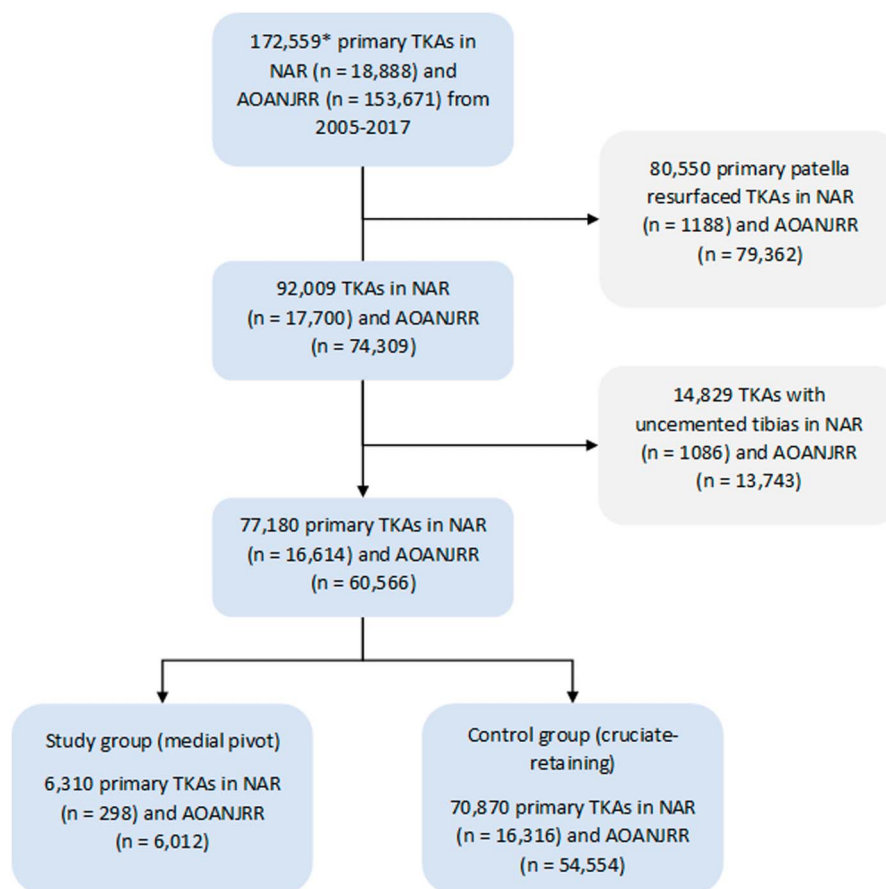 172,559* primary TKAs in
NAR (n = 18,888) and
AOANJRR (n = 153,671) from
2005-2017
80,550 primary patella
resurfaced TKAs in NAR
(n = 1188) and AOANJRR
(n = 79,362)
92,009 TKAs in NAR
(n = 17,700) and AOANJRR
(n = 74,309)
14,829 TKAs with
uncemented tibias in NAR
(n = 1086) and AOANJRR
(n = 13,743)
77,180 primary TKAs in NAR
(n = 16,614) and AOANJRR
(n = 60,566)
Study group (medial pivot)
6,310 primary TKAs in NAR
(n = 298) and AOANJRR
(n = 6,012)
Control group (cruciate-
retaining)
70,870 primary TKAs in NAR
(n = 16,316) and AOANJRR
(n = 54,554)